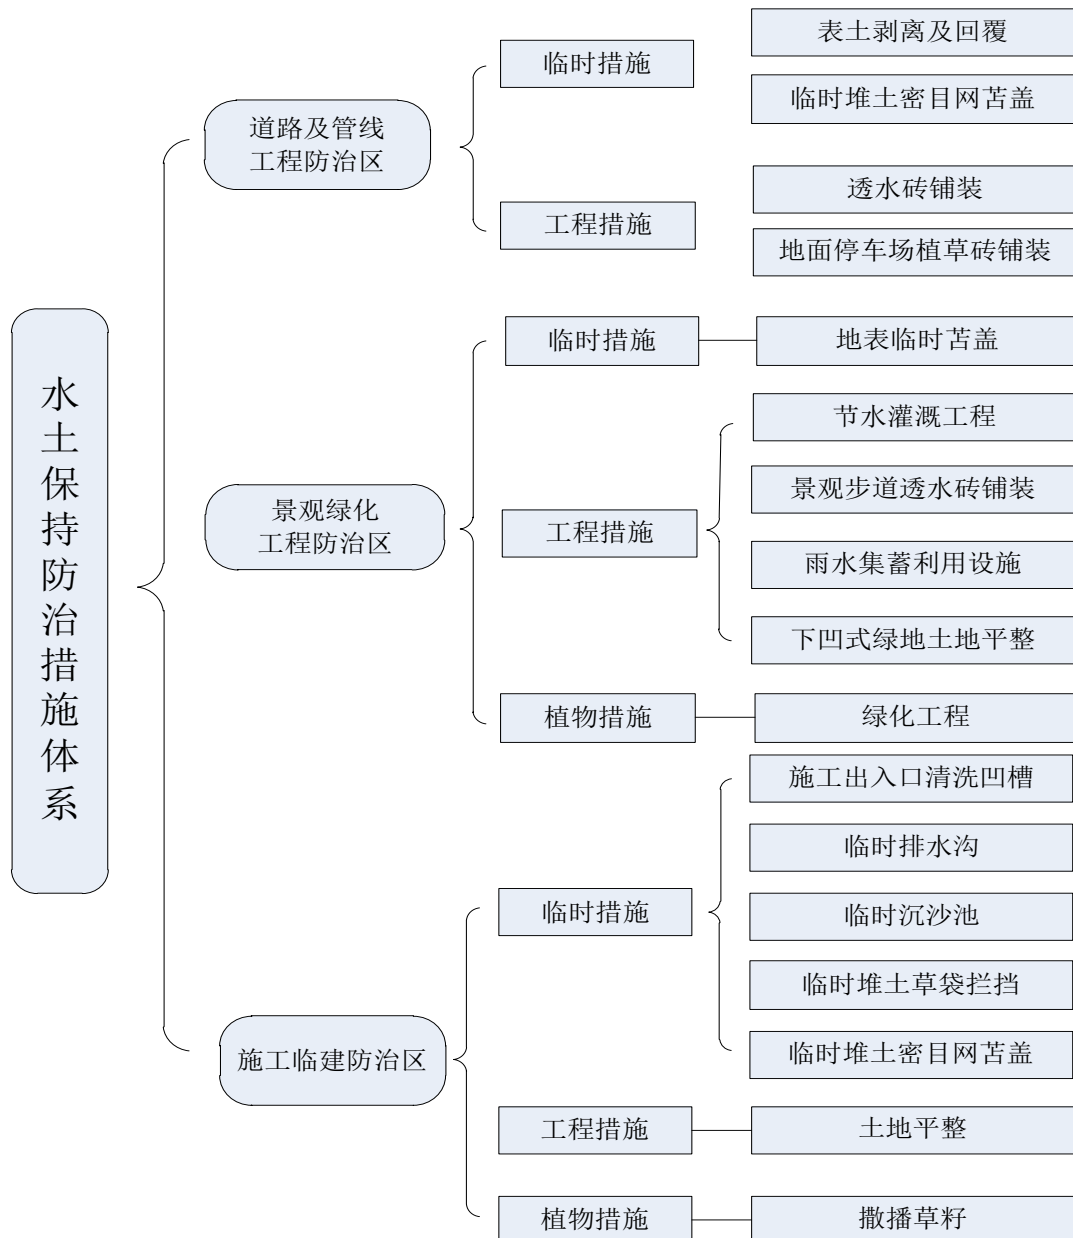 水土保持防治措施体系
道路及管线
工程防治区
临时措施
表土剥离及回覆
临时堆土密目网苫盖
工程措施
透水砖铺装
地面停车场植草砖铺装
景观绿化
工程防治区
临时措施
地表临时苫盖
工程措施
节水灌溉工程
景观步道透水砖铺装
雨水集蓄利用设施
下凹式绿地土地平整
植物措施
绿化工程
施工临建防治区
临时措施
施工出入口清洗凹槽
临时排水沟
临时沉沙池
临时堆土草袋拦挡
临时堆土密目网苫盖
工程措施
土地平整
植物措施
撒播草籽